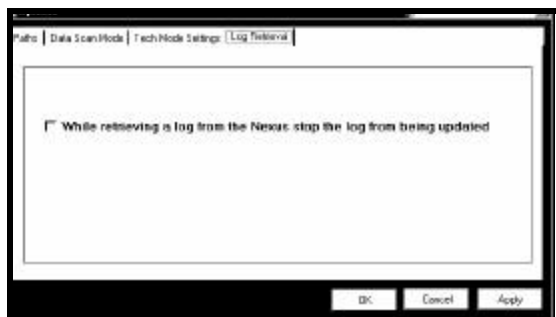 Paths Data Scan Mode Tech Mode Settings Log Retrieval
While retrieving a log from the Nexus stop the log from being updated
OK Cancel Apply